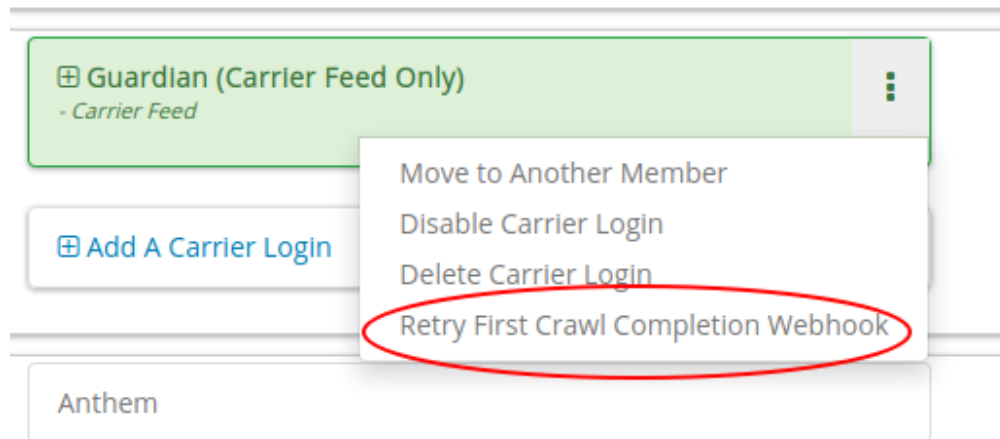 Guardian (Carrier Feed Only)
- Carrier Feed
Move to Another Member
Disable Carrier Login
Add A Carrier Login
Delete Carrier Login
Retry First Crawl Completion Webhook
Anthem